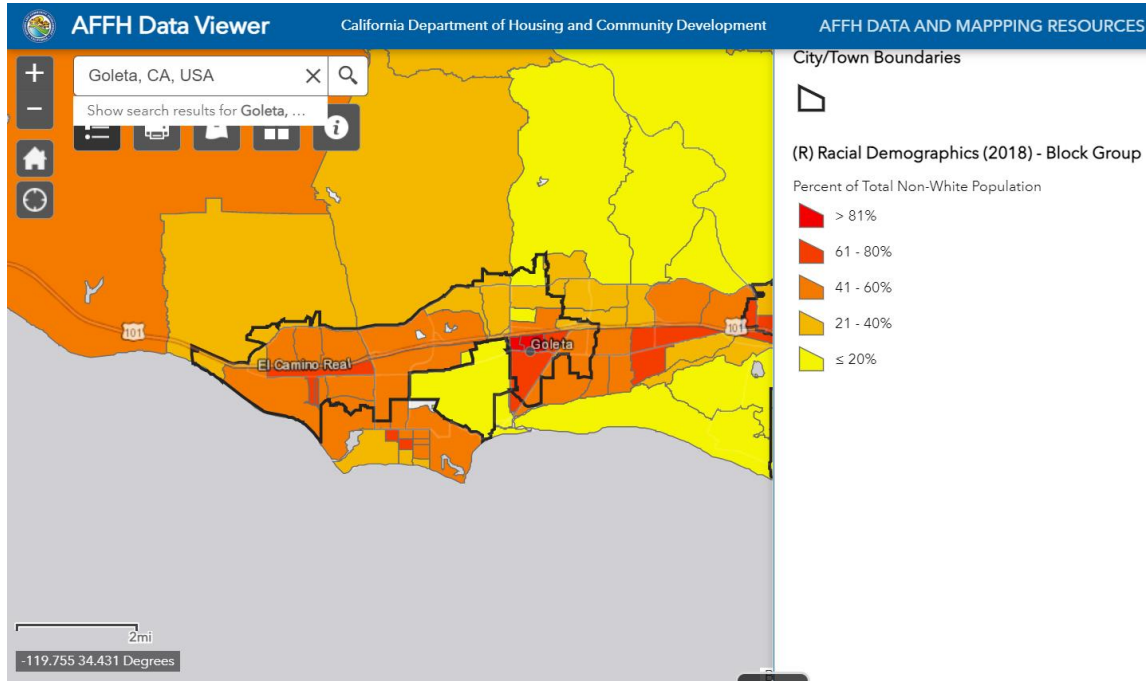 AFFH Data Viewer
California Department of Housing and Community Development
AFFH DATA AND MAPPPING RESOURCES
Goleta, CA, USA
Show search results for Goleta, ...
City/Town Boundaries
(R) Racial Demographics (2018) - Block Group
Percent of Total Non-White Population
> 81%
61 - 80%
41 - 60%
21 - 40%
≤ 20%
101
101
Goleta
El Camino Real
2mi
-119.755 34.431 Degrees